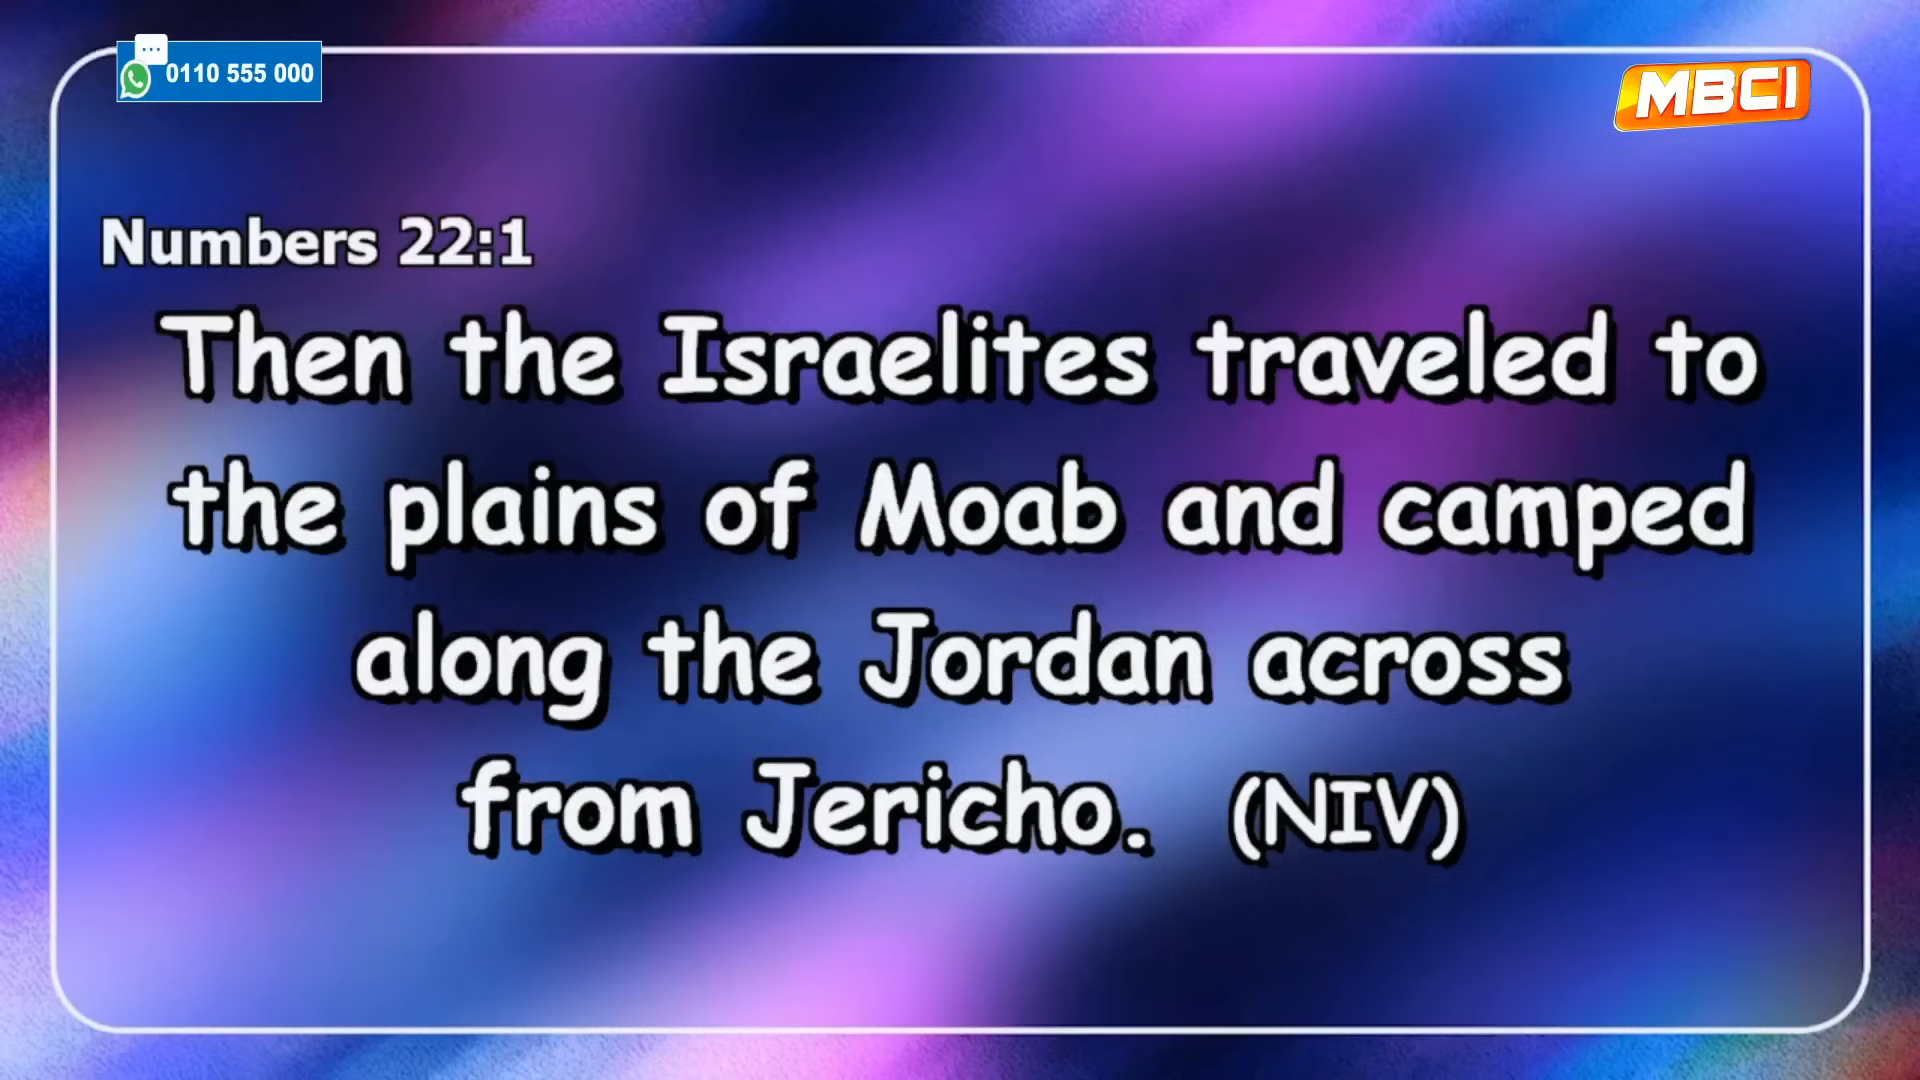 0110 555 000
MBCI
Numbers 22:1
Then the Israelites traveled to
the plains of Moab and camped
along the Jordan across
from Jericho. (NIV)